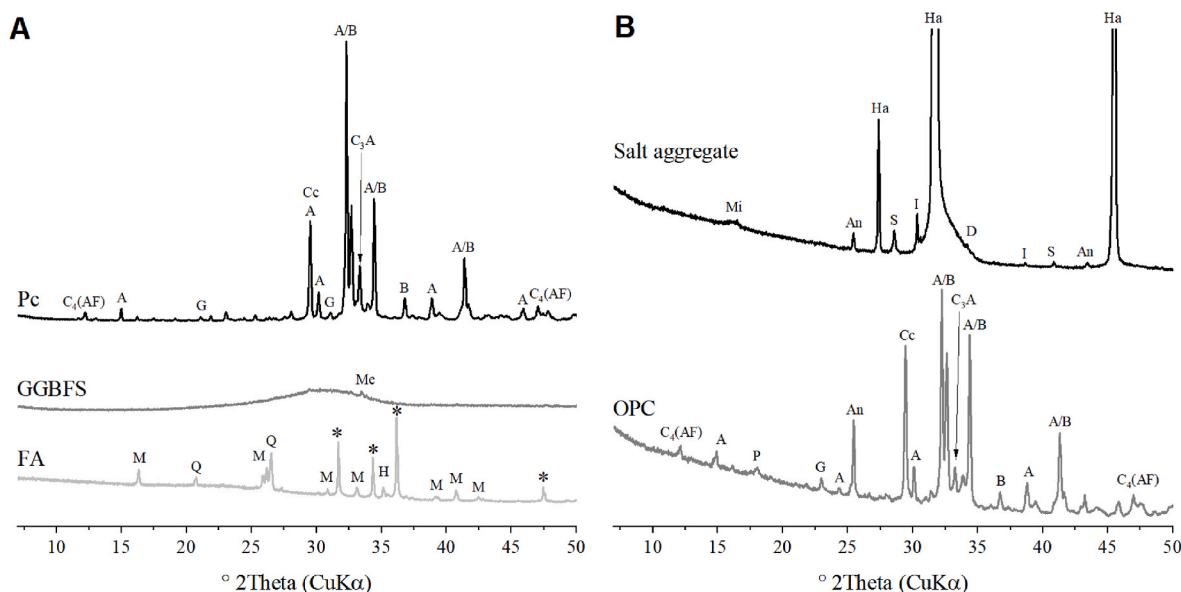 A
A/B
C₃A
A/B
Cc
A
A/B
A
C₄(AF)
A
G
G
B
A
A
C₄(AF)
Pc
GGBFS
Me
FA
M
Q
M
Q
M
*
M
*
H
*
M
M
M
*
10 15 20 25 30 35 40 45 50
° 2Theta (CuKα)
B
Ha
Ha
Ha
Salt aggregate
Mi
An
S
I
D
I
S
An
A/B
C₃A
A/B
Cc
OPC
An
A/B
C₄(AF)
A
P
G
A
A
B
A
C₄(AF)
10 15 20 25 30 35 40 45 50
° 2Theta (CuKα)